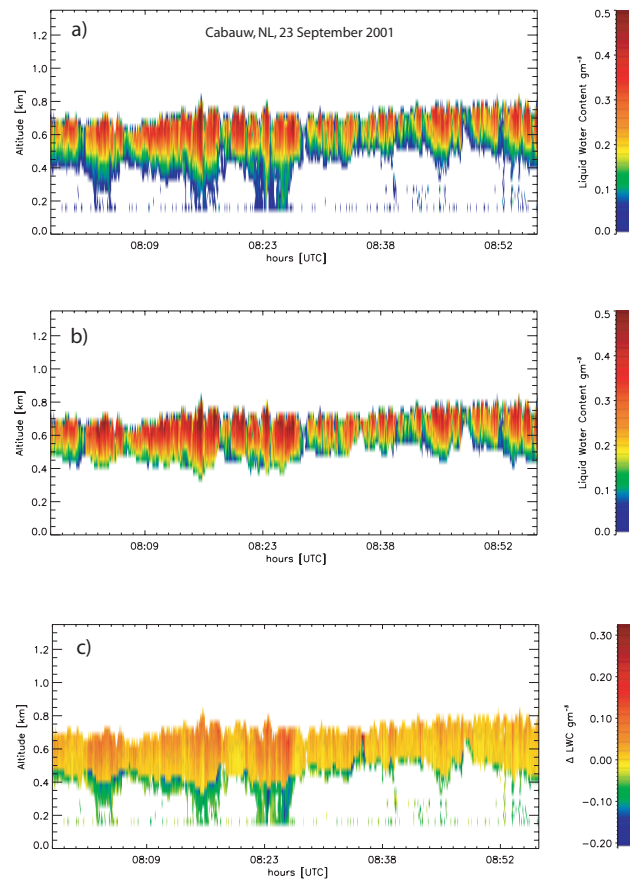 a)
Cabauw, NL, 23 September 2001
Altitude [km]
1.2
1.0
0.8
0.6
0.4
0.2
0.0
08:09 08:23 08:38 08:52
hours [UTC]
Liquid Water Content gm⁻³
0.5
0.4
0.3
0.2
0.1
0.0
b)
Altitude [km]
1.2
1.0
0.8
0.6
0.4
0.2
0.0
08:09 08:23 08:38 08:52
hours [UTC]
Liquid Water Content gm⁻³
0.5
0.4
0.3
0.2
0.1
0.0
c)
Altitude [km]
1.2
1.0
0.8
0.6
0.4
0.2
0.0
08:09 08:23 08:38 08:52
hours [UTC]
Δ LWC gm⁻³
0.30
0.20
0.10
0.00
−0.10
−0.20